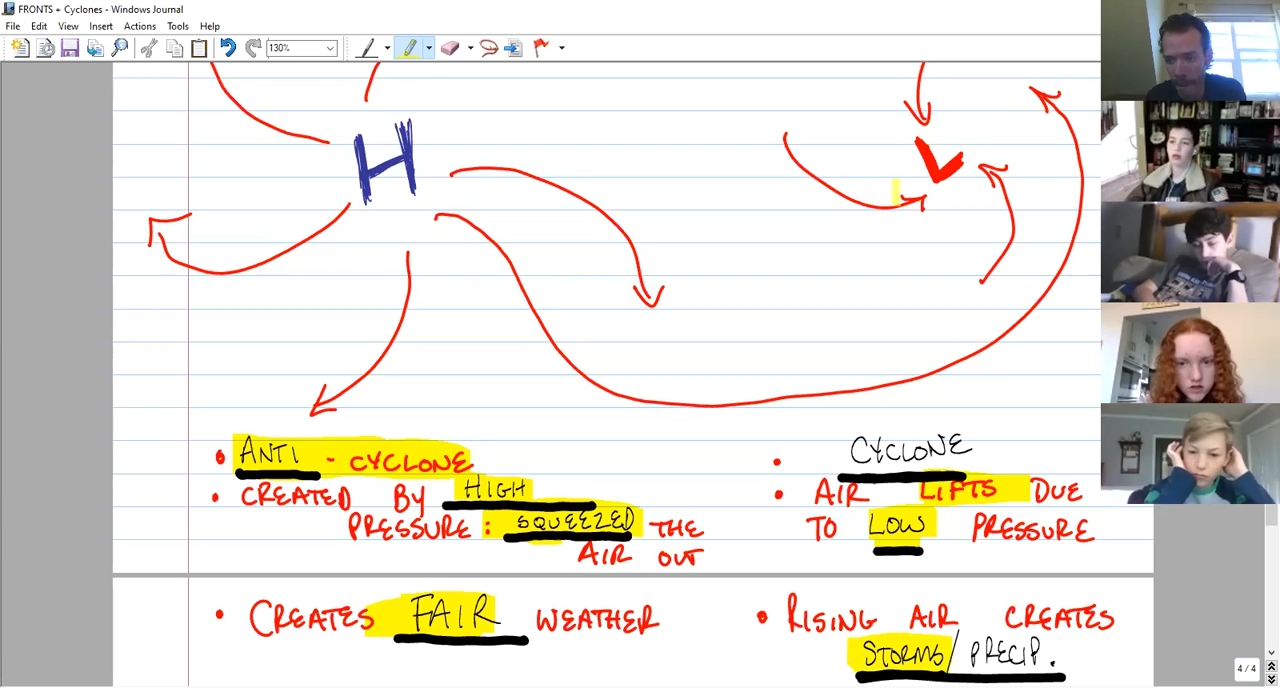 FRONTS + Cyclones - Windows Journal
File Edit View Insert Actions Tools Help
130%
H
L
• ANTI - CYCLONE
• CREATED BY HIGH
PRESSURE: SQUEEZED THE
AIR OUT
• CREATES FAIR WEATHER
• CYCLONE
• AIR LIFTS DUE
TO LOW PRESSURE
• RISING AIR CREATES
STORMS/PRECIP.
4/4